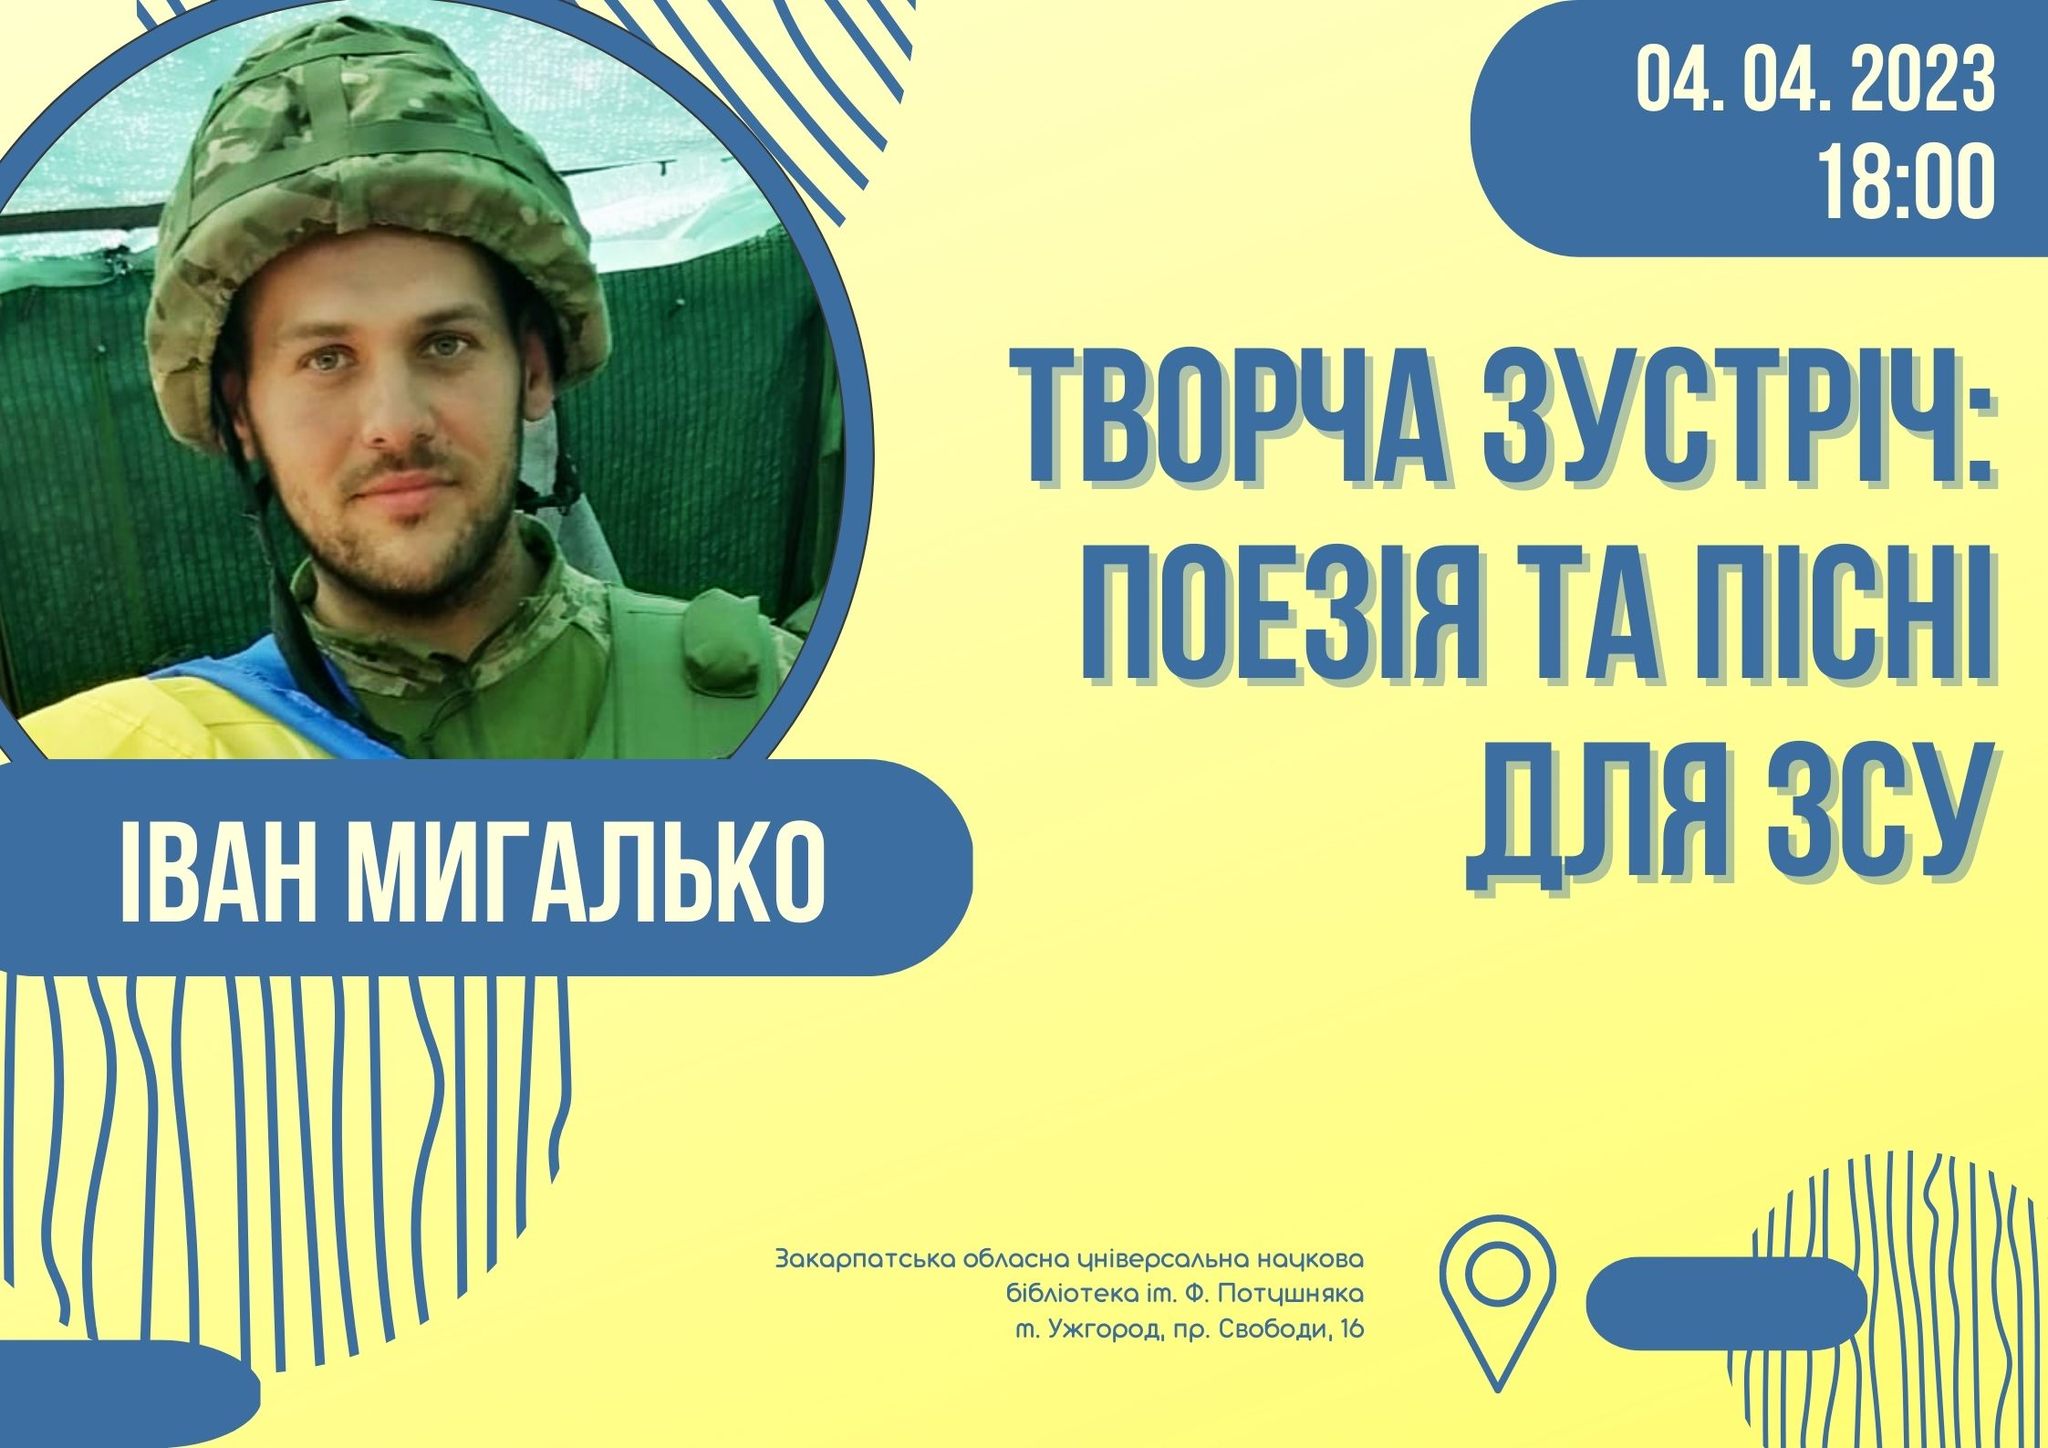 04. 04. 2023
18:00
ТВОРЧА ЗУСТРІЧ:
ПОЕЗІЯ ТА ПІСНІ
ДЛЯ ЗСУ
ІВАН МИГАЛЬКО
Закарпатська обласна універсальна наукова
бібліотека ім. Ф. Потушняка
м. Ужгород, пр. Свободи, 16